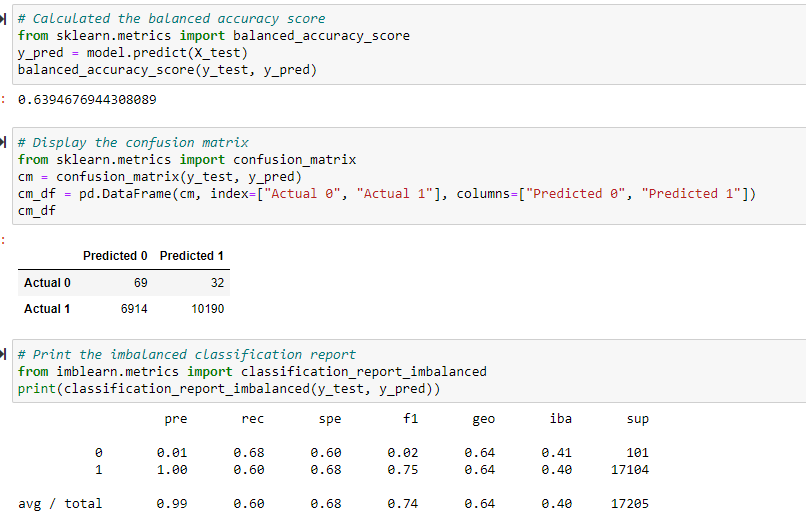 # Calculated the balanced accuracy score
from sklearn.metrics import balanced_accuracy_score
y_pred = model.predict(X_test)
balanced_accuracy_score(y_test, y_pred)
: 0.6394676944308089
# Display the confusion matrix
from sklearn.metrics import confusion_matrix
cm = confusion_matrix(y_test, y_pred)
cm_df = pd.DataFrame(cm, index=["Actual 0", "Actual 1"], columns=["Predicted 0", "Predicted 1"])
cm_df
:
Predicted 0 Predicted 1
Actual 0 69 32
Actual 1 6914 10190
# Print the imbalanced classification report
from imblearn.metrics import classification_report_imbalanced
print(classification_report_imbalanced(y_test, y_pred))
pre rec spe f1 geo iba sup
0 0.01 0.68 0.60 0.02 0.64 0.41 101
1 1.00 0.60 0.68 0.75 0.64 0.40 17104
avg / total 0.99 0.60 0.68 0.74 0.64 0.40 17205